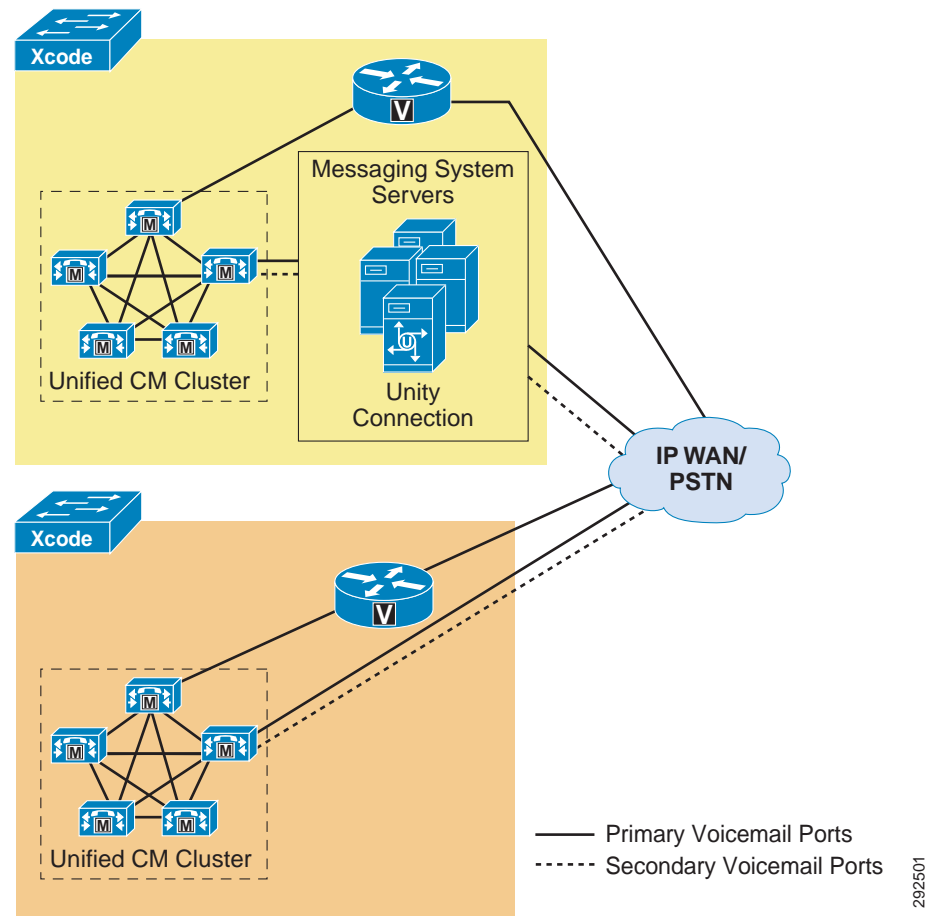 Xcode
V
Messaging System
Servers
M
M
M
M
M
U
Unified CM Cluster
Unity
Connection
IP WAN/
PSTN
Xcode
V
M
M
M
M
M
Unified CM Cluster
Primary Voicemail Ports
Secondary Voicemail Ports
292501